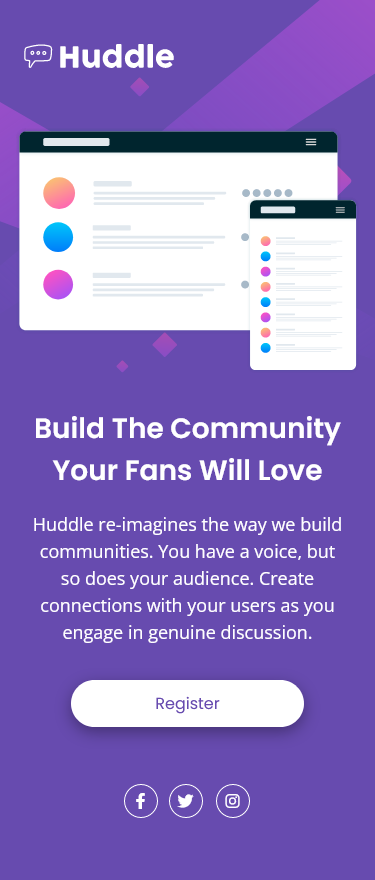 Huddle
Build The Community
Your Fans Will Love
Huddle re-imagines the way we build
communities. You have a voice, but
so does your audience. Create
connections with your users as you
engage in genuine discussion.
Register